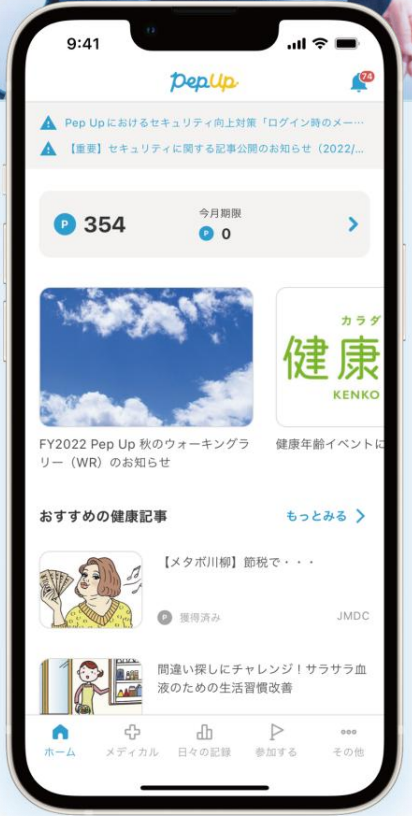 9:41
PepUp
74
Pep Upにおけるセキュリティ向上対策「ログイン時のメー…
【重要】セキュリティに関する記事公開のお知らせ（2022/...
P 354
今月期限
P 0
カラダ
健康
KENKO
FY2022 Pep Up 秋のウォーキングラ
リー（WR）のお知らせ
健康年齢イベントに
おすすめの健康記事
もっとみる
【メタボ川柳】節税で・・・
P 獲得済み
JMDC
間違い探しにチャレンジ！サラサラ血
液のための生活習慣改善
ホーム
メディカル
日々の記録
参加する
その他